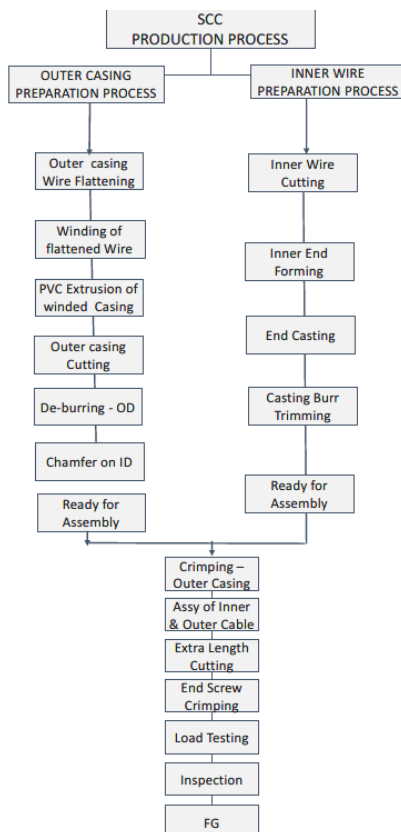 SCC
PRODUCTION PROCESS
OUTER CASING
PREPARATION PROCESS
INNER WIRE
PREPARATION PROCESS
Outer casing
Wire Flattening
Winding of
flattened Wire
PVC Extrusion of
winded Casing
Outer casing
Cutting
De-burring - OD
Chamfer on ID
Ready for
Assembly
Inner Wire
Cutting
Inner End
Forming
End Casting
Casting Burr
Trimming
Ready for
Assembly
Crimping –
Outer Casing
Assy of Inner
& Outer Cable
Extra Length
Cutting
End Screw
Crimping
Load Testing
Inspection
FG